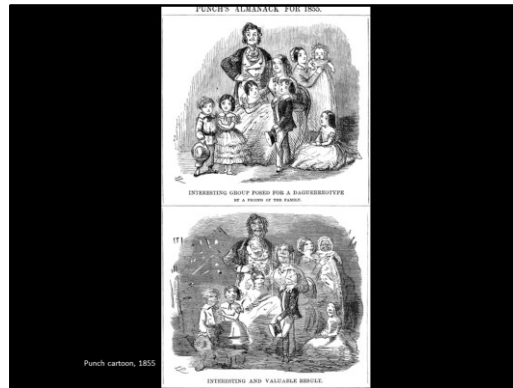 PUNCH'S ALMANACK FOR 1855.
INTERESTING GROUP POSED FOR A DAGUERREOTYPE
BY A FRIEND OF THE FAMILY.
Punch cartoon, 1855
INTERESTING AND VALUABLE RESULT.